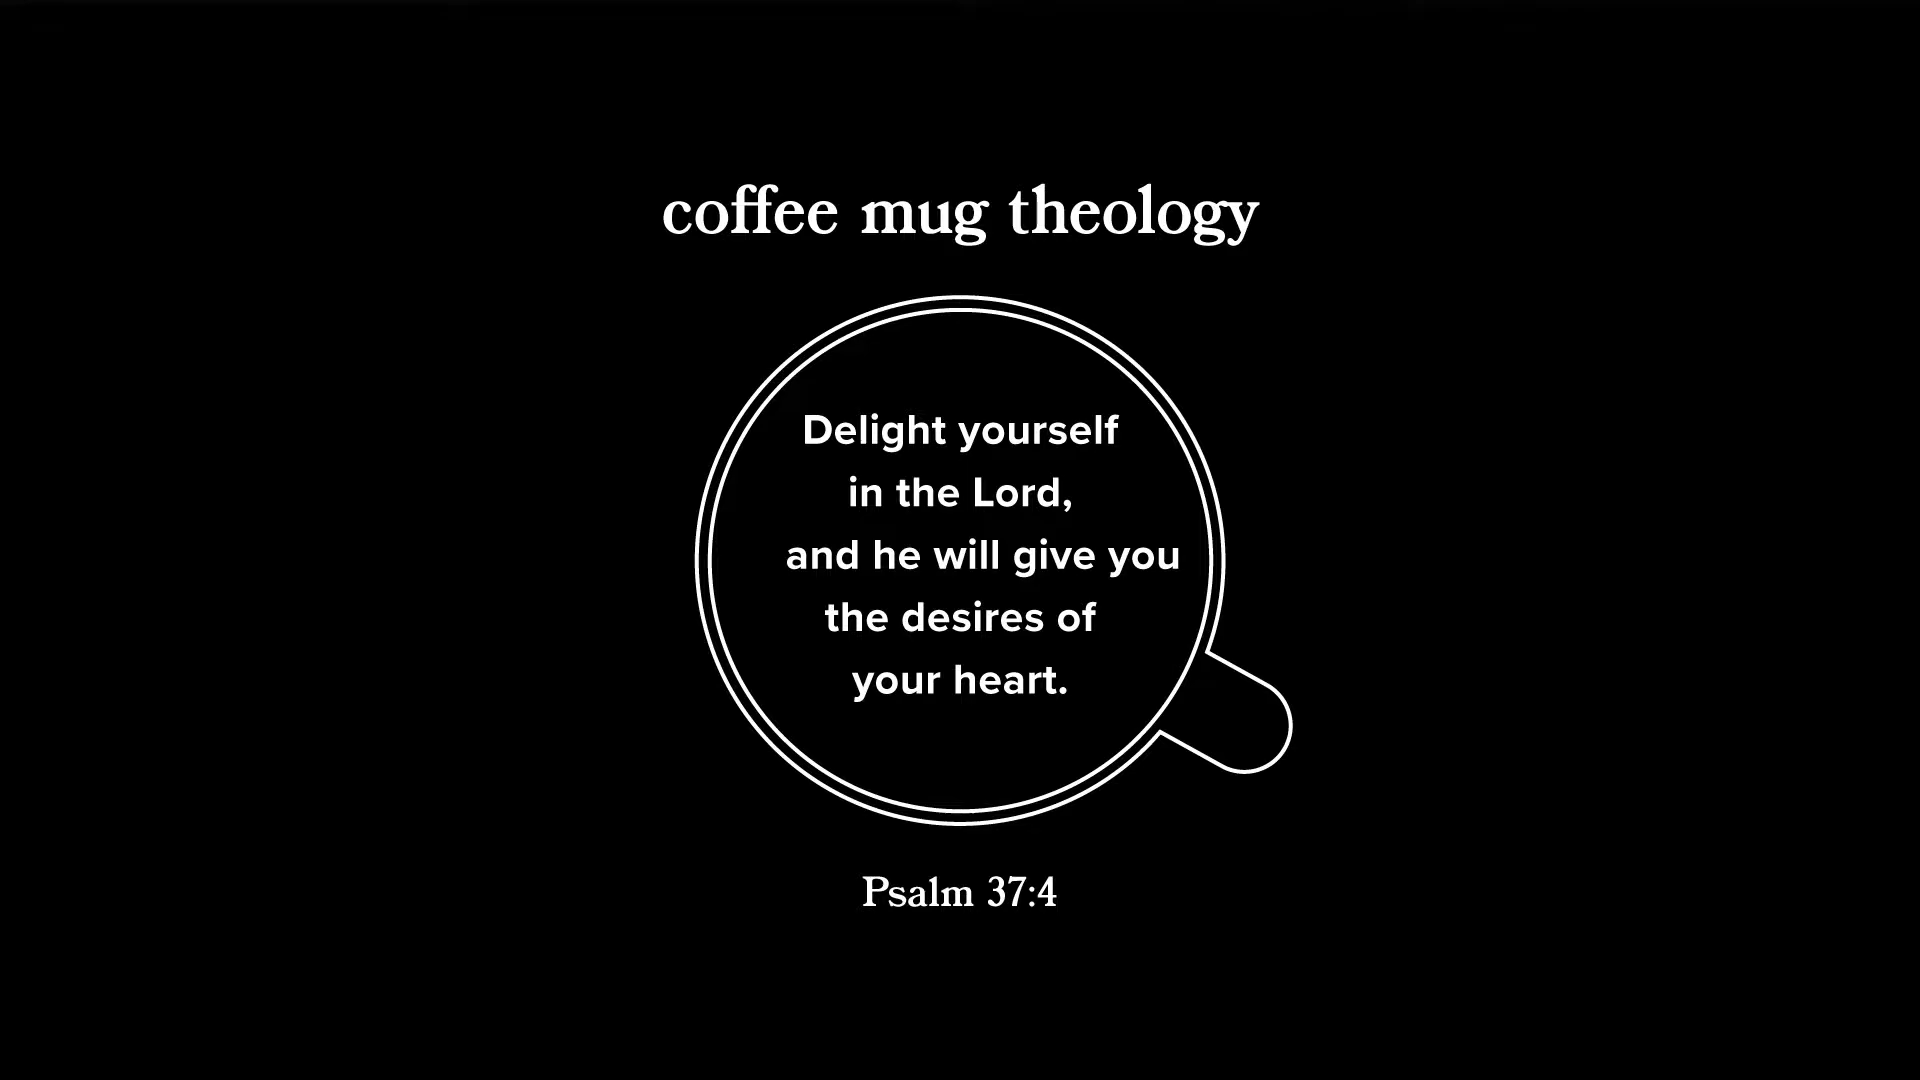 coffee mug theology
Delight yourself
in the Lord,
and he will give you
the desires of
your heart.
Psalm 37:4